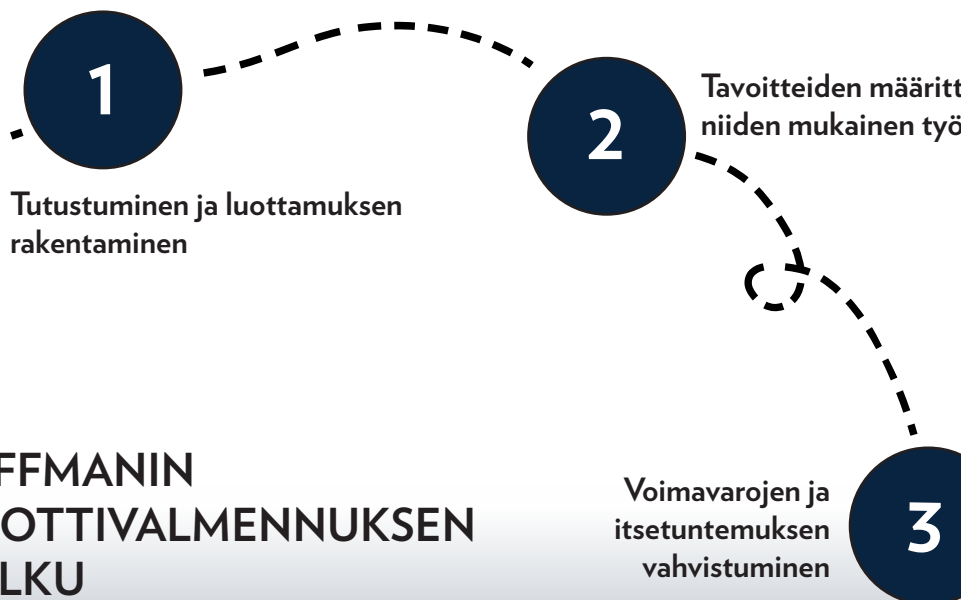 1
Tutustuminen ja luottamuksen
rakentaminen
2
Tavoitteiden määritt
niiden mukainen työ
Voimavarojen ja
itsetuntemuksen
vahvistuminen
3
FFMANIN
OTTIVALMENNUKSEN
LKU